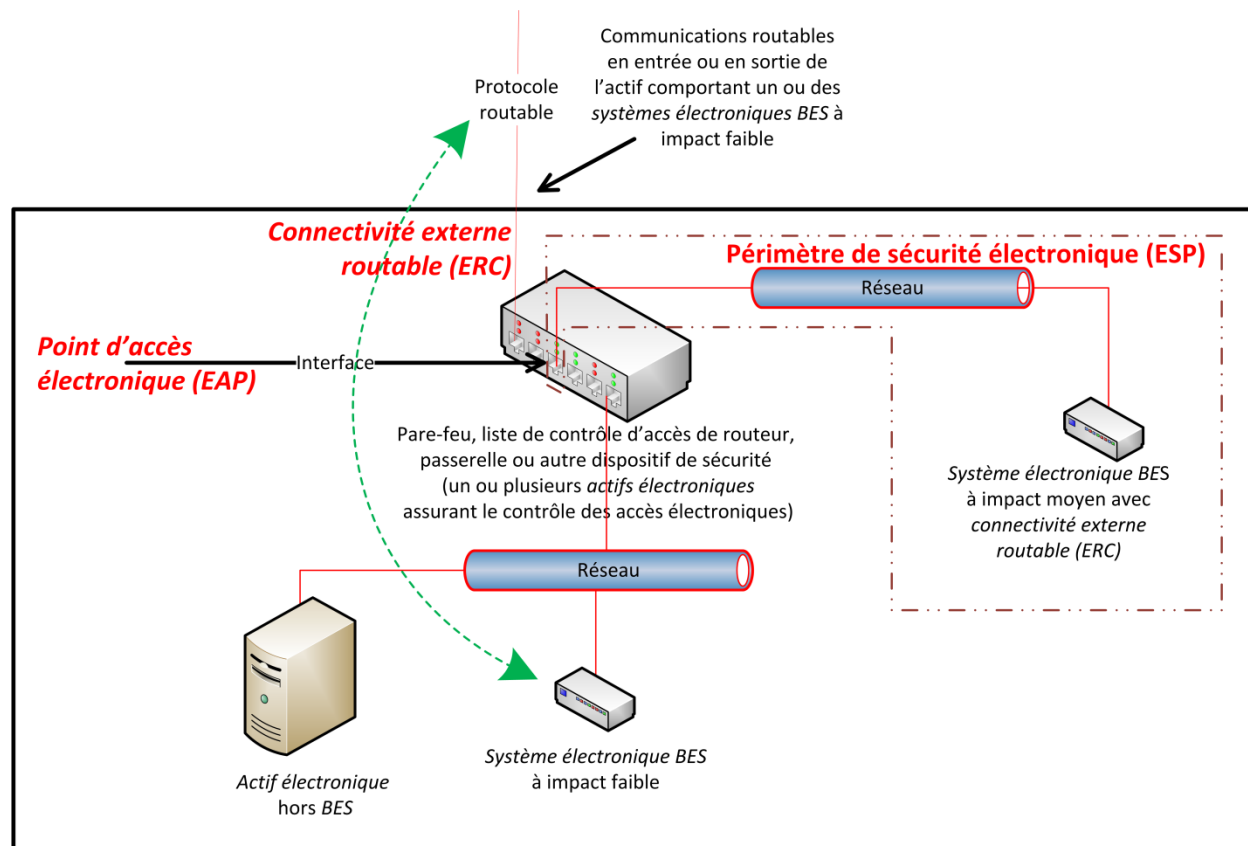 Communications routables
en entrée ou en sortie de
l'actif comportant un ou des
systèmes électroniques BES à
impact faible
Protocole
routable
Connectivité externe
routable (ERC)
Périmètre de sécurité électronique (ESP)
Réseau
Point d'accès
électronique (EAP)
Interface
Pare-feu, liste de contrôle d'accès de routeur,
passerelle ou autre dispositif de sécurité
(un ou plusieurs actifs électroniques
assurant le contrôle des accès électroniques)
Système électronique BES
à impact moyen avec
connectivité externe
routable (ERC)
Réseau
Système électronique BES
à impact faible
Actif électronique
hors BES